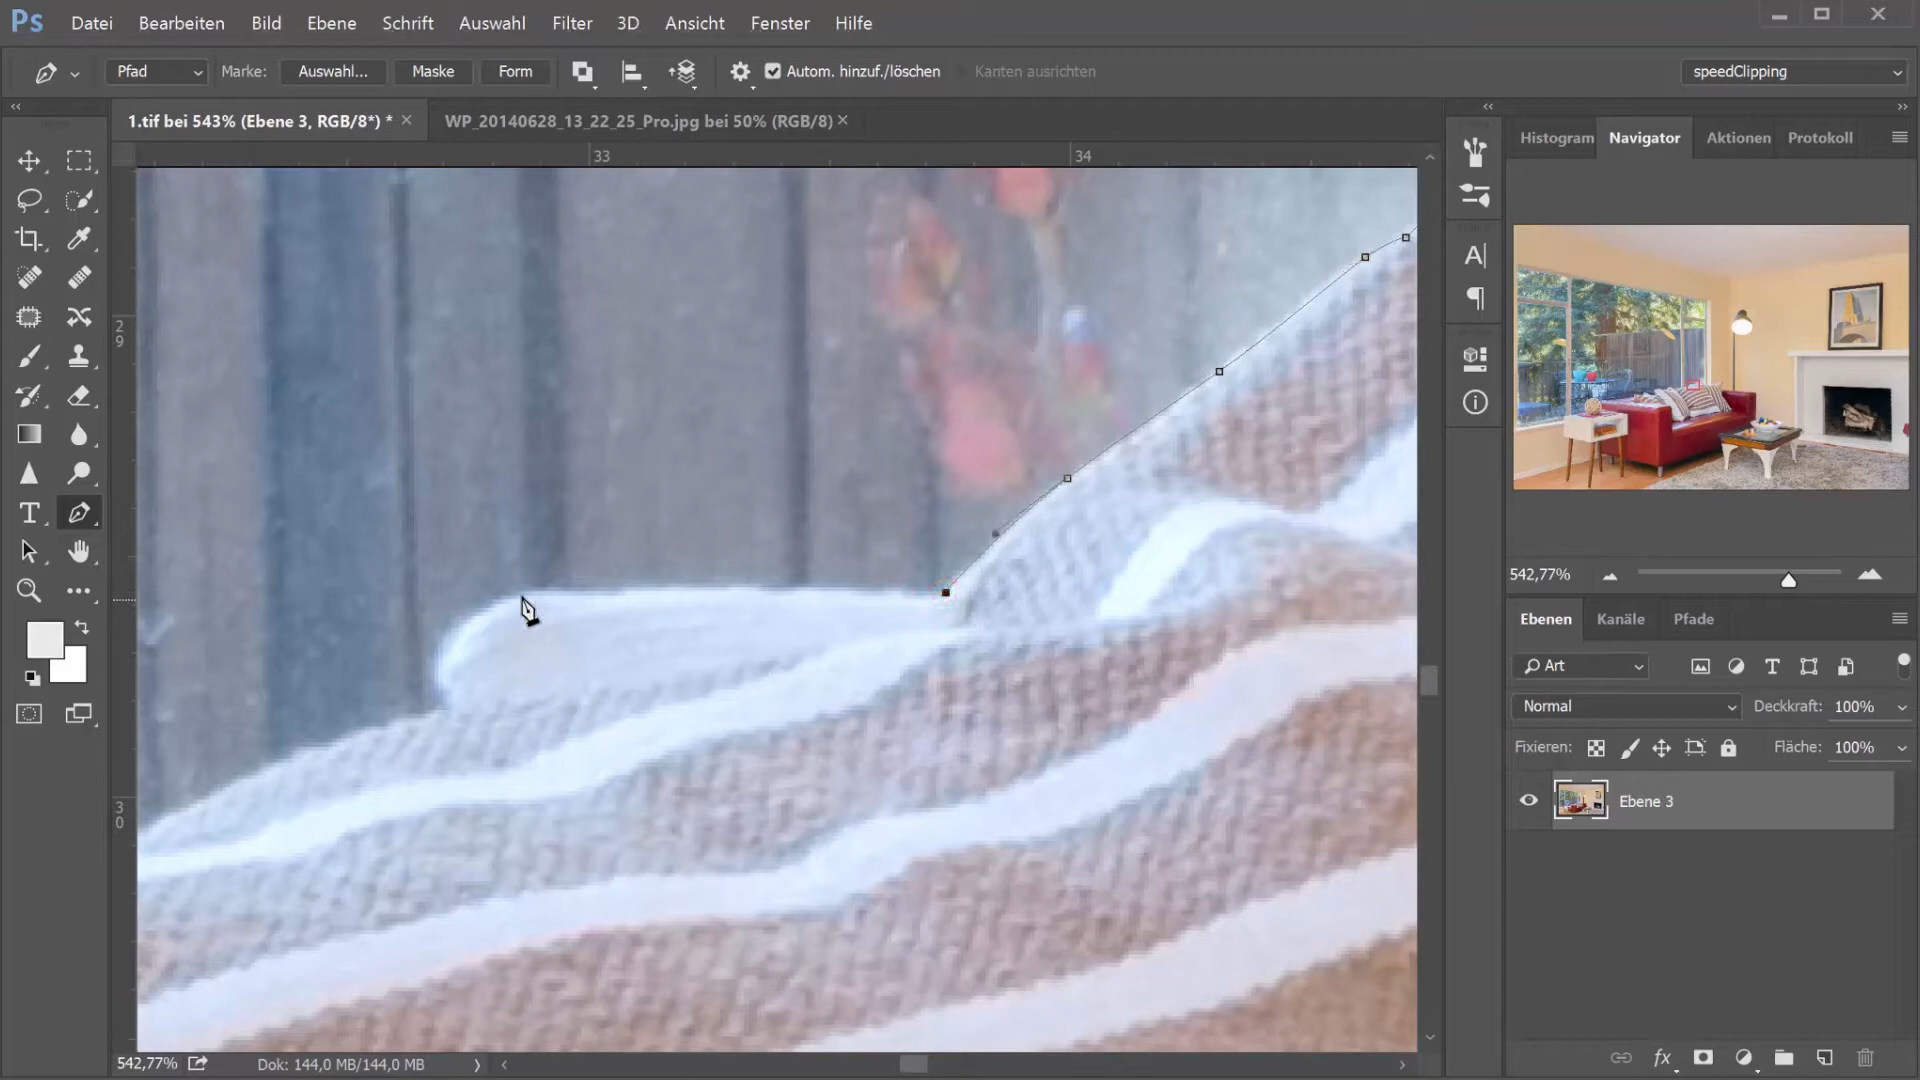 Ps Datei Bearbeiten Bild Ebene Schrift Auswahl Filter 3D Ansicht Fenster Hilfe
Pfad Marke: Auswahl... Maske Form Autom. hinzuf./löschen Kanten ausrichten speedClipping
1.tif bei 543% (Ebene 3, RGB/8*) * WP_20140628_13_22_25_Pro.jpg bei 50% (RGB/8)
Histogram Navigator Aktionen Protokoll
33 34
29
30
542,77%
Ebenen Kanäle Pfade
Art
Normal Deckkraft: 100%
Fixieren: Fläche: 100%
Ebene 3
542,77% Dok: 144,0 MB/144,0 MB
fx